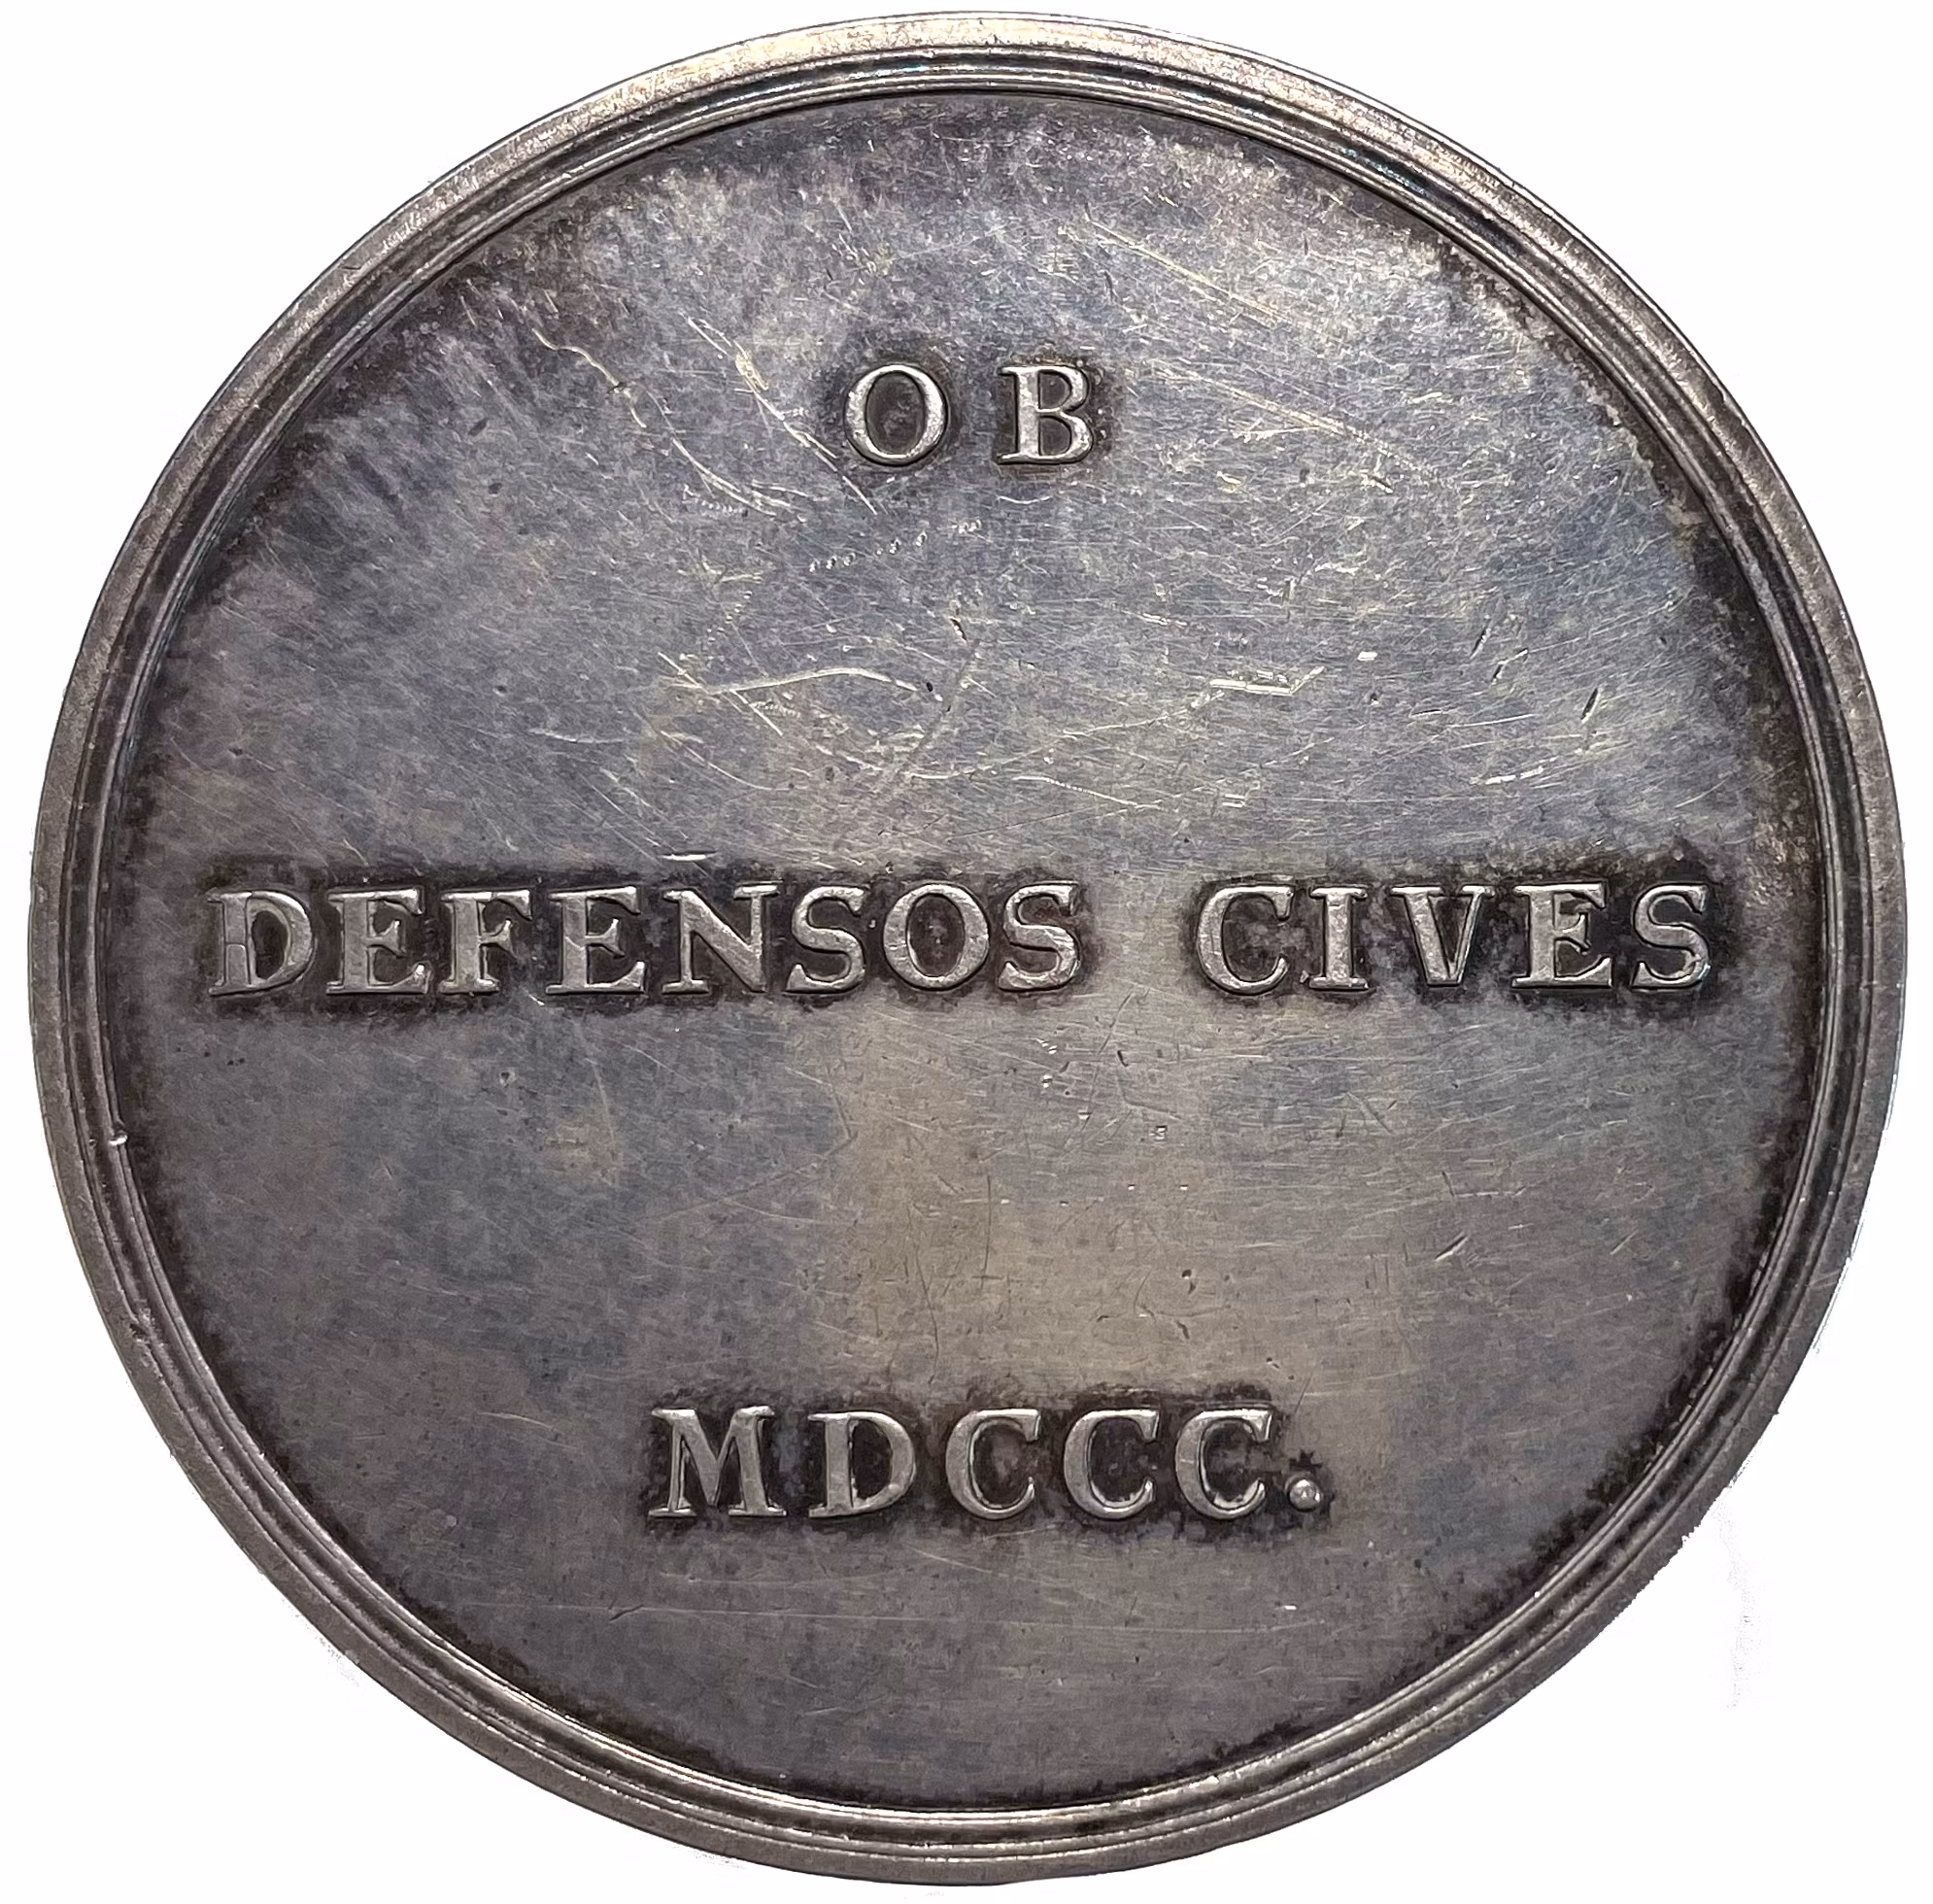 OB
DEFENSOS CIVES
MDCCC.